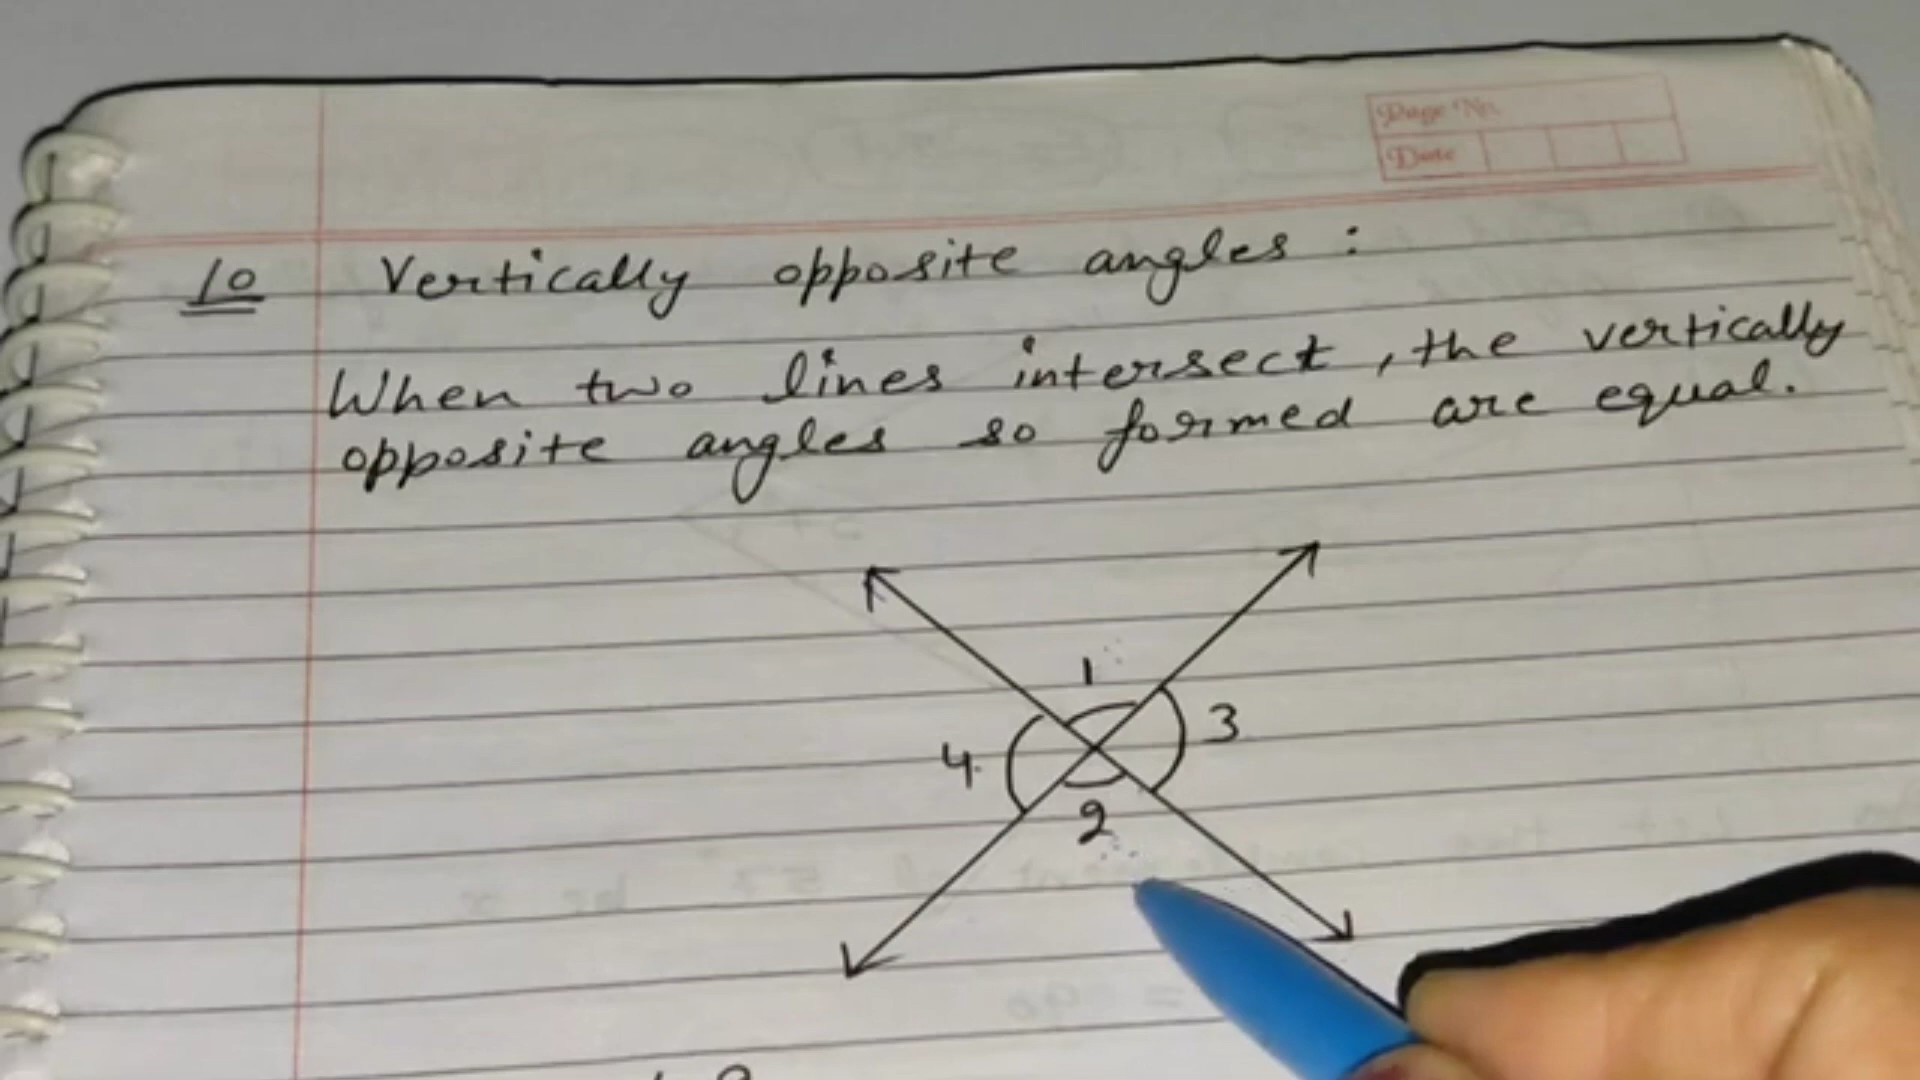 Page No.
Date
10 Vertically opposite angles :
When two lines intersect, the vertically
opposite angles so formed are equal.
1
3
4.
2